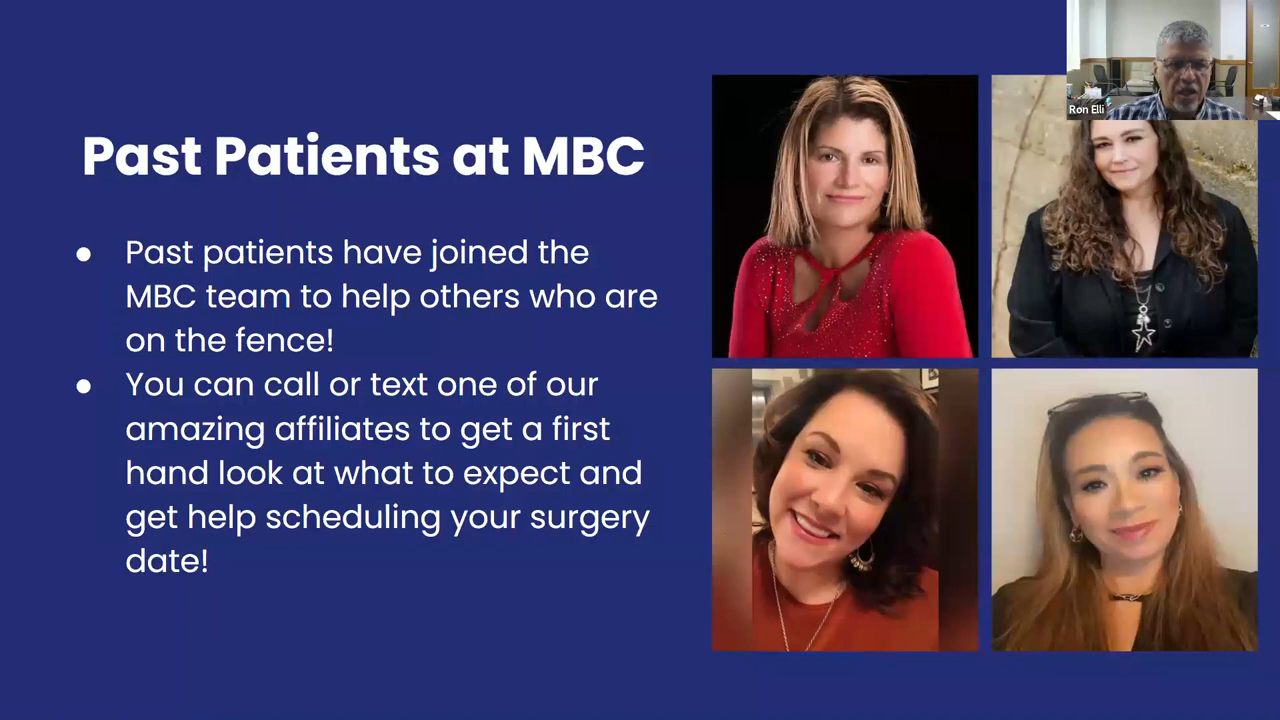 Ron Elli
Past Patients at MBC
● Past patients have joined the
MBC team to help others who are
on the fence!
● You can call or text one of our
amazing affiliates to get a first
hand look at what to expect and
get help scheduling your surgery
date!